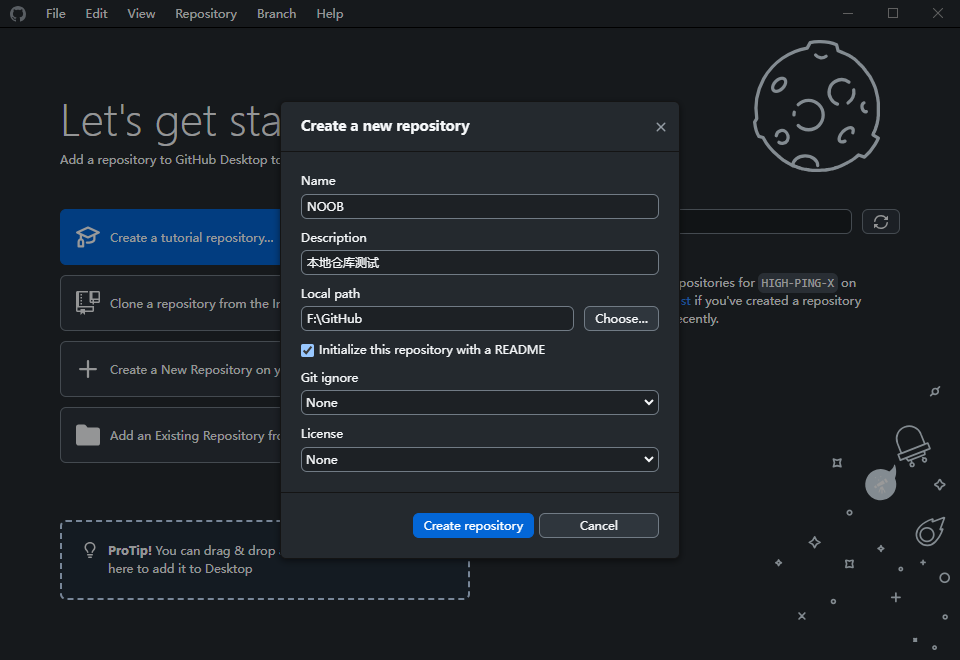 File Edit View Repository Branch Help
Let's get sta
Add a repository to GitHub Desktop to
Create a tutorial repository...
Clone a repository from the In
Create a New Repository on y
Add an Existing Repository fro
ProTip! You can drag & drop
here to add it to Desktop
Create a new repository
Name
NOOB
Description
本地仓库测试
Local path
F:\GitHub
Choose...
Initialize this repository with a README
Git ignore
None
License
None
Create repository
Cancel
positories for HIGH-PING-X on
st if you've created a repository
ecently.